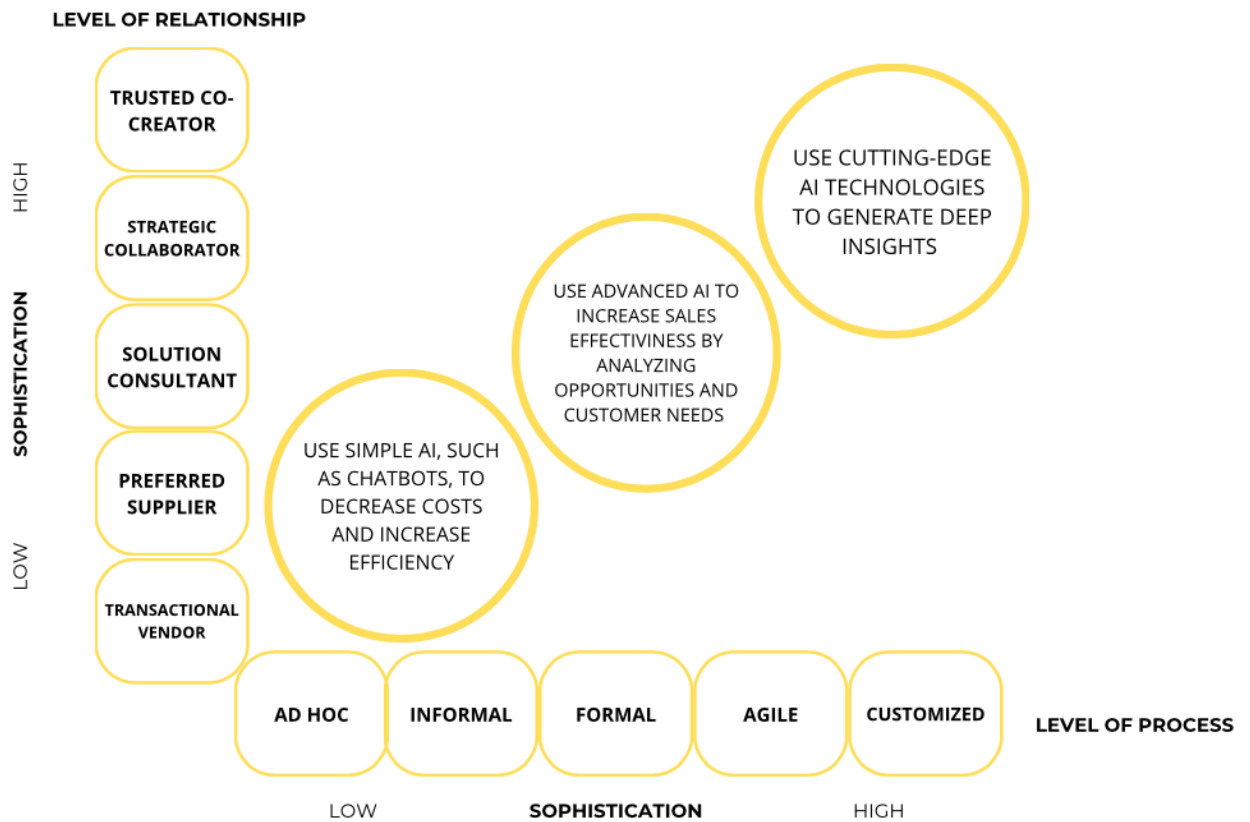 LEVEL OF RELATIONSHIP
TRUSTED CO-
CREATOR
STRATEGIC
COLLABORATOR
SOLUTION
CONSULTANT
PREFERRED
SUPPLIER
TRANSACTIONAL
VENDOR
HIGH
SOPHISTICATION
LOW
USE SIMPLE AI, SUCH
AS CHATBOTS, TO
DECREASE COSTS
AND INCREASE
EFFICIENCY
USE ADVANCED AI TO
INCREASE SALES
EFFECTIVINESS BY
ANALYZING
OPPORTUNITIES AND
CUSTOMER NEEDS
USE CUTTING-EDGE
AI TECHNOLOGIES
TO GENERATE DEEP
INSIGHTS
AD HOC
INFORMAL
FORMAL
AGILE
CUSTOMIZED
LEVEL OF PROCESS
LOW
SOPHISTICATION
HIGH